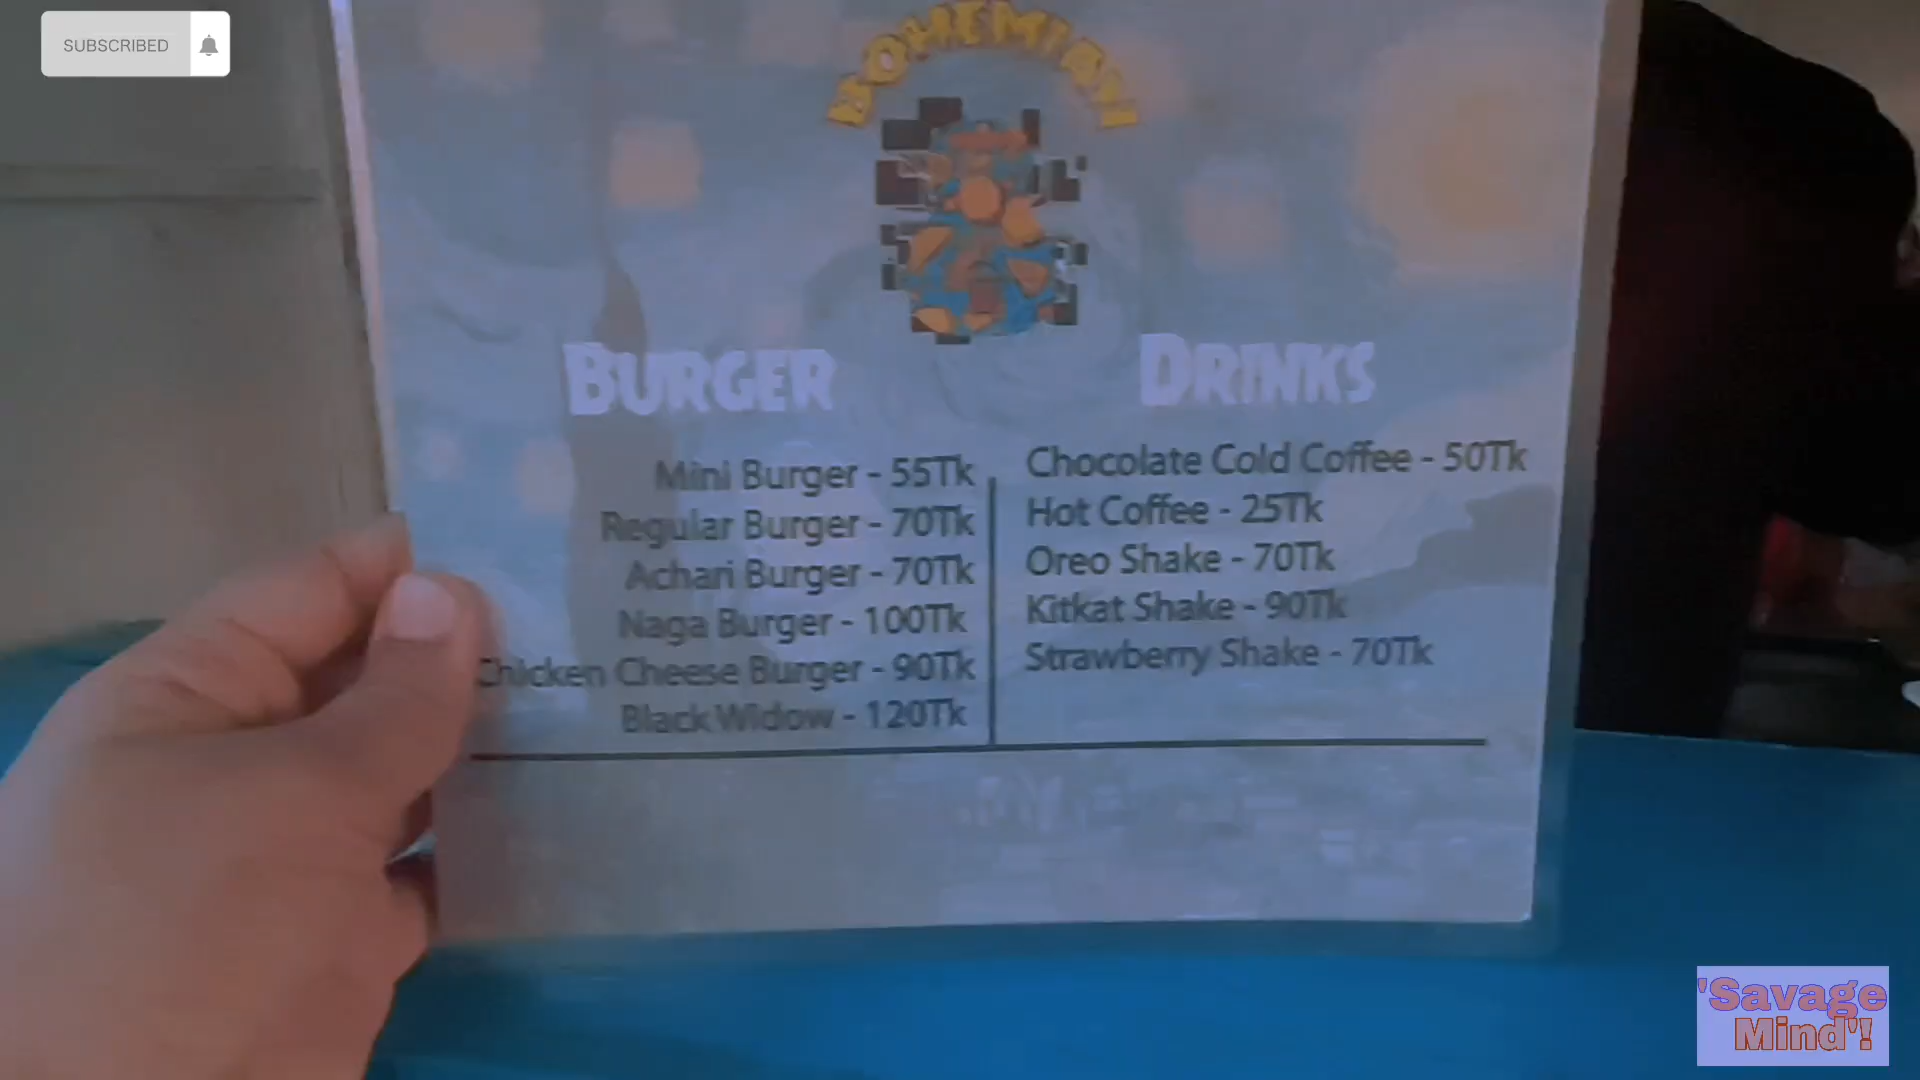 SUBSCRIBED
BOHEMIAN
BURGER
Mini Burger - 55Tk
Regular Burger - 70Tk
Achari Burger - 70Tk
Naga Burger - 100Tk
Chicken Cheese Burger - 90Tk
Black Widow - 120Tk
DRINKS
Chocolate Cold Coffee - 50Tk
Hot Coffee - 25Tk
Oreo Shake - 70Tk
Kitkat Shake - 90Tk
Strawberry Shake - 70Tk
'Savage
Mind'!